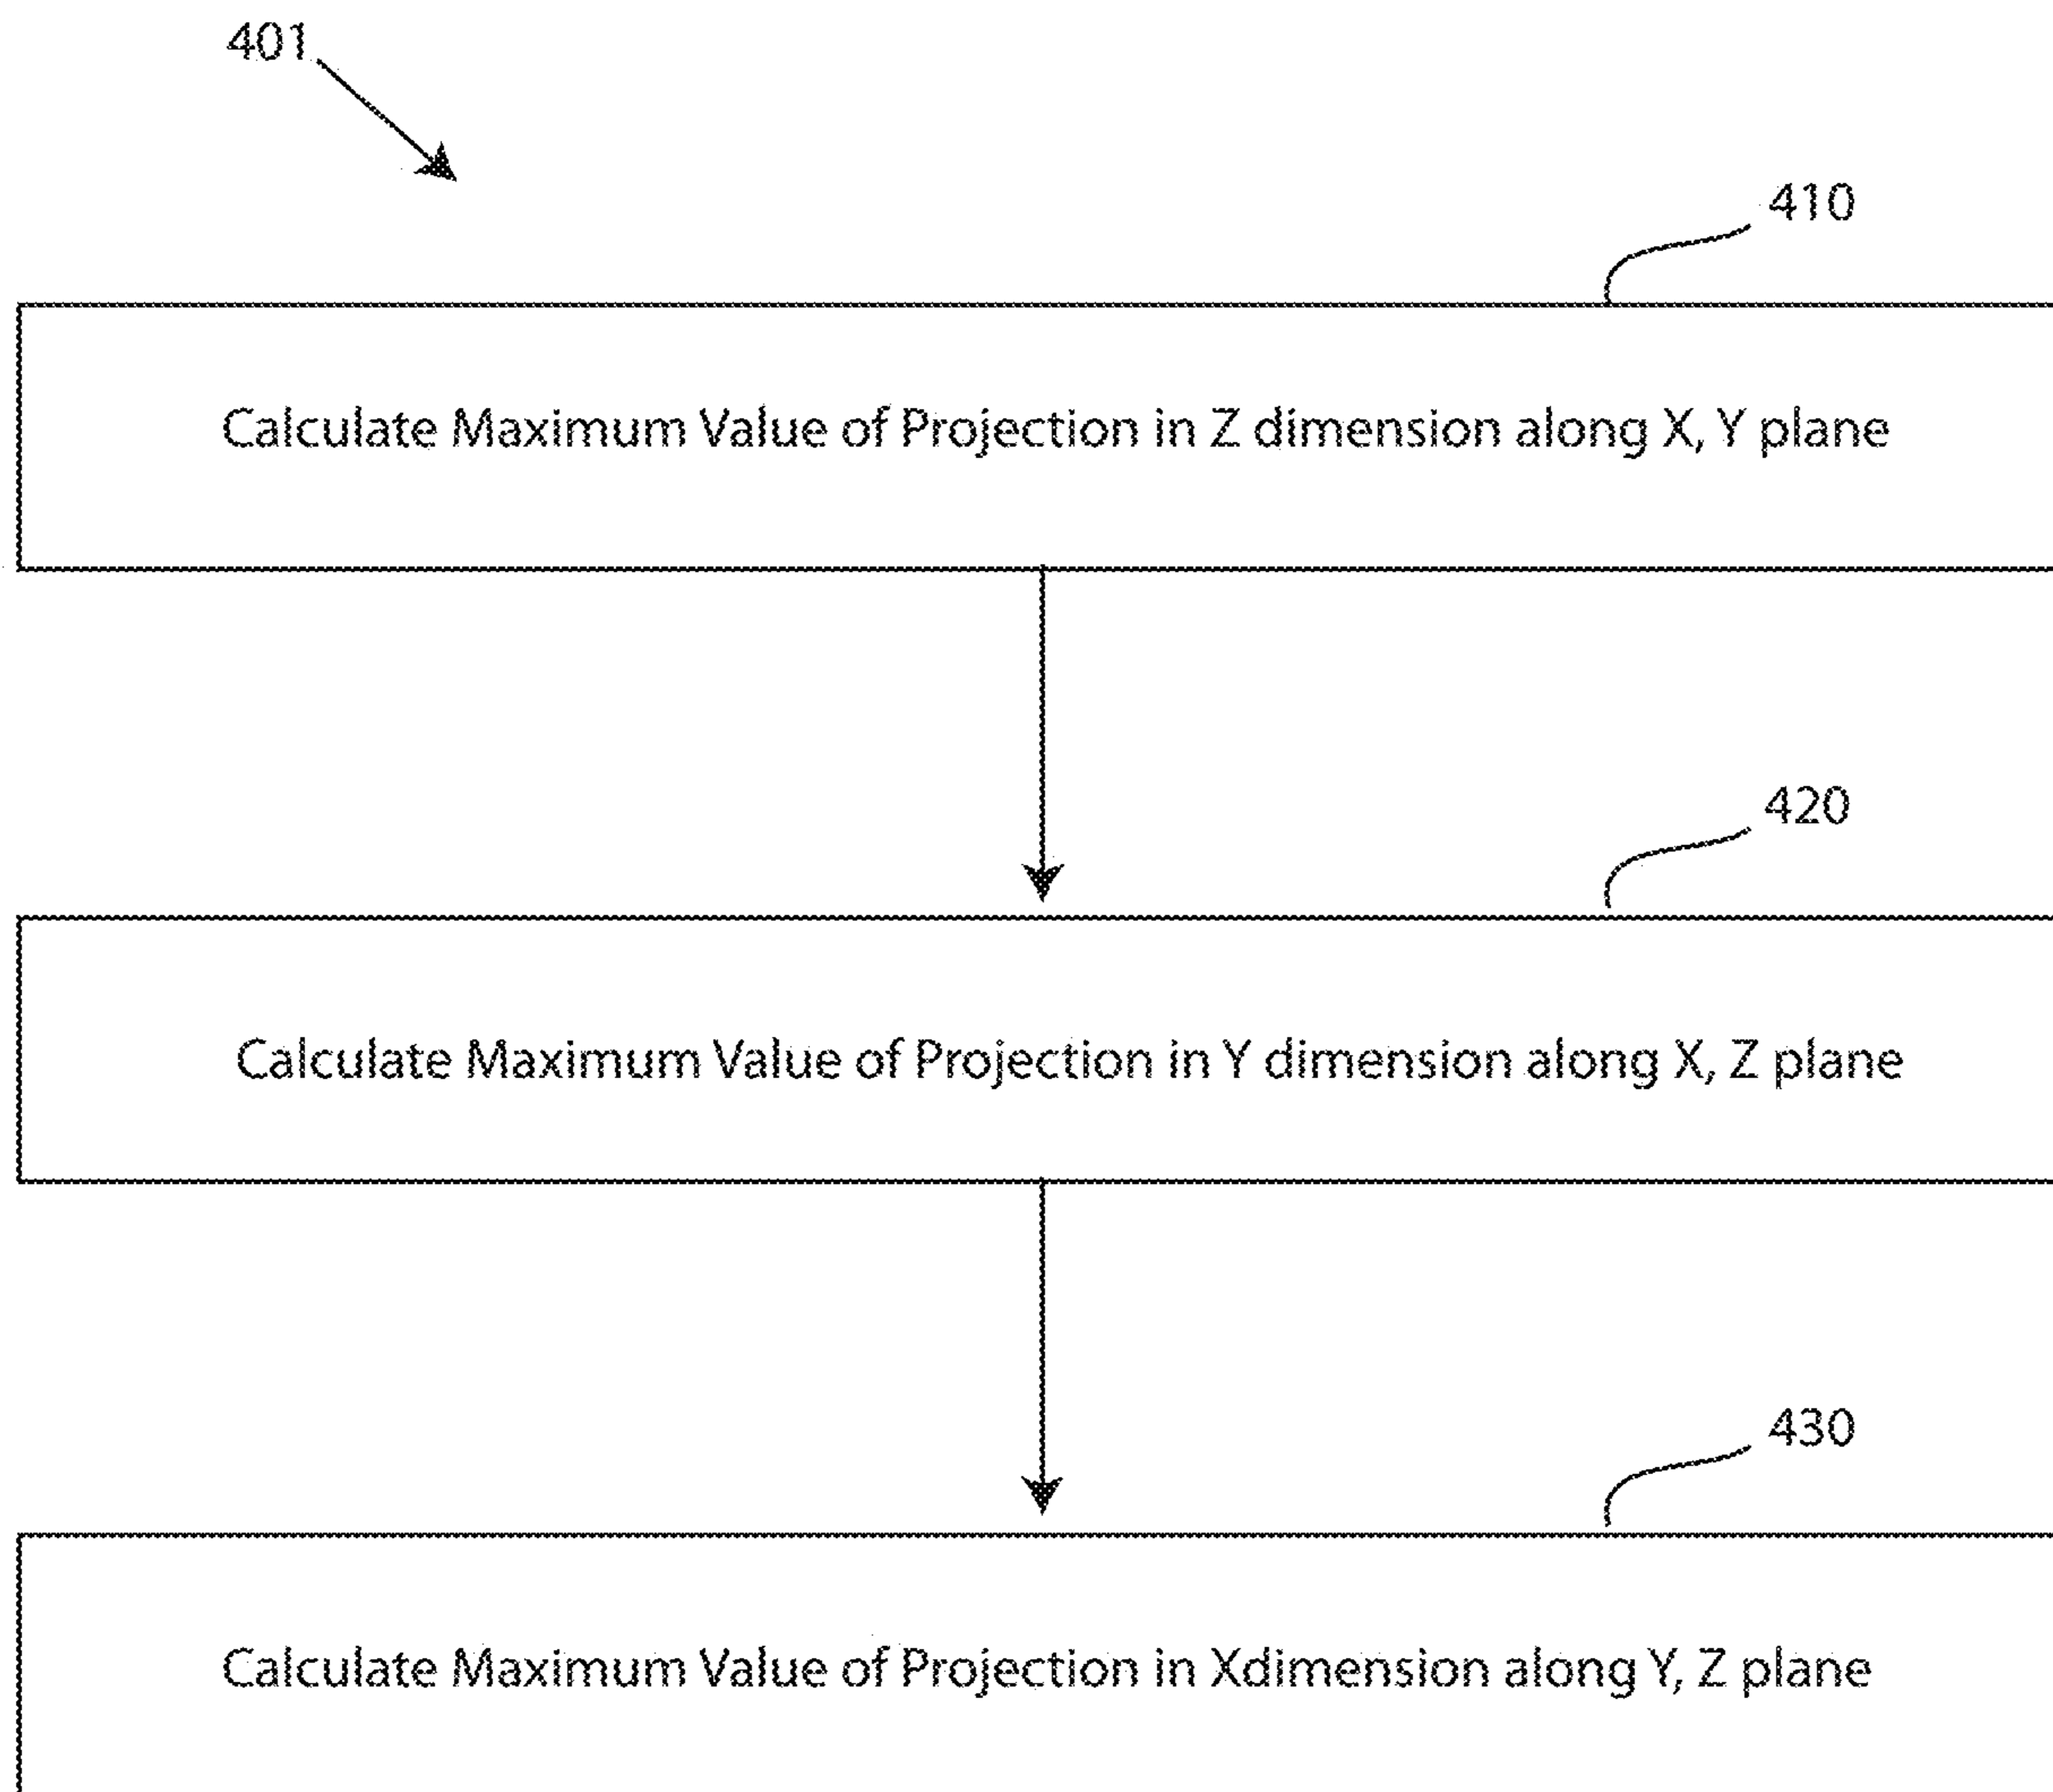 401
410
Calculate Maximum Value of Projection in Z dimension along X, Y plane
420
Calculate Maximum Value of Projection in Y dimension along X, Z plane
430
Calculate Maximum Value of Projection in Xdimension along Y, Z plane